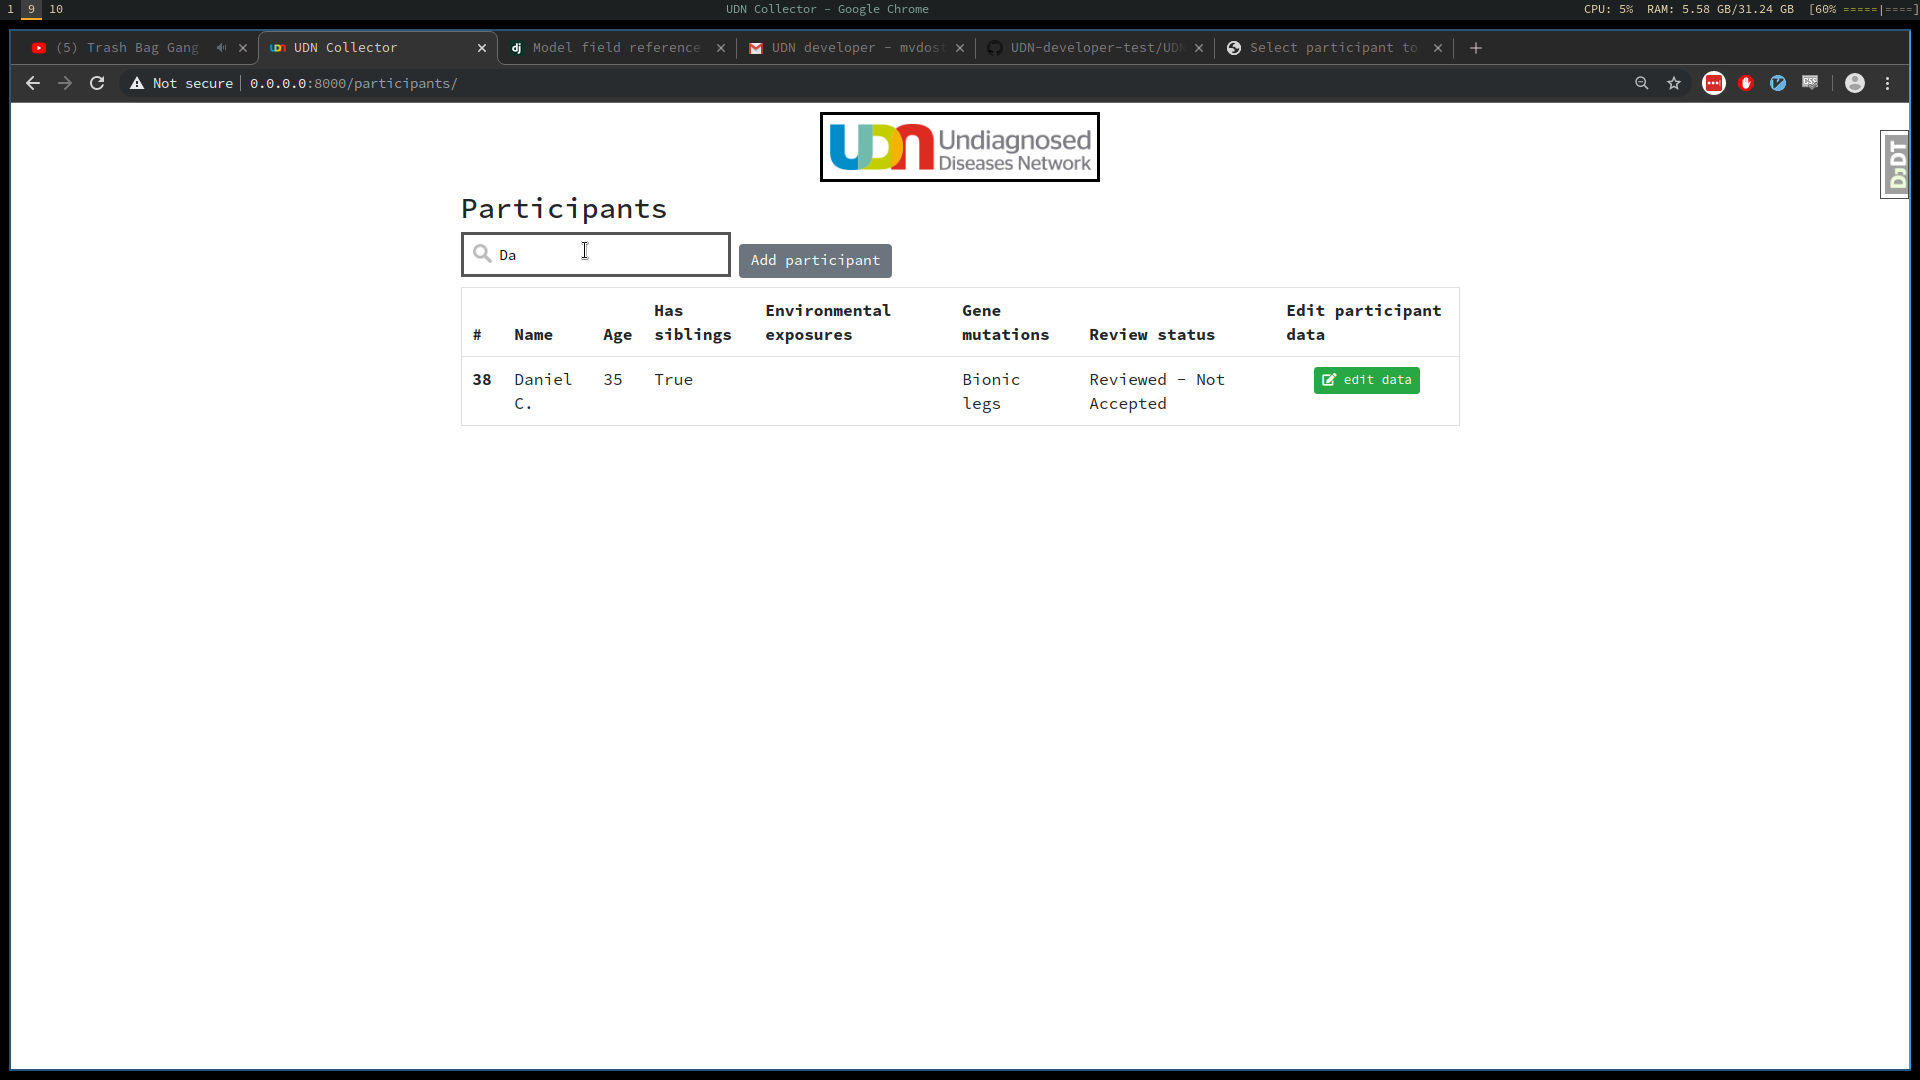 1 9 10 UDN Collector - Google Chrome CPU: 5% RAM: 5.58 GB/31.24 GB [60% =====|====]
(5) Trash Bag Gang UDN Collector Model field reference UDN developer - mvdost UDN-developer-test/UDN Select participant to
Not secure 0.0.0.0:8000/participants/
UDN Undiagnosed
Diseases Network
DJDT
Participants
Da Add participant
# Name Age Has siblings Environmental exposures Gene mutations Review status Edit participant data
38 Daniel C. 35 True Bionic legs Reviewed - Not Accepted edit data